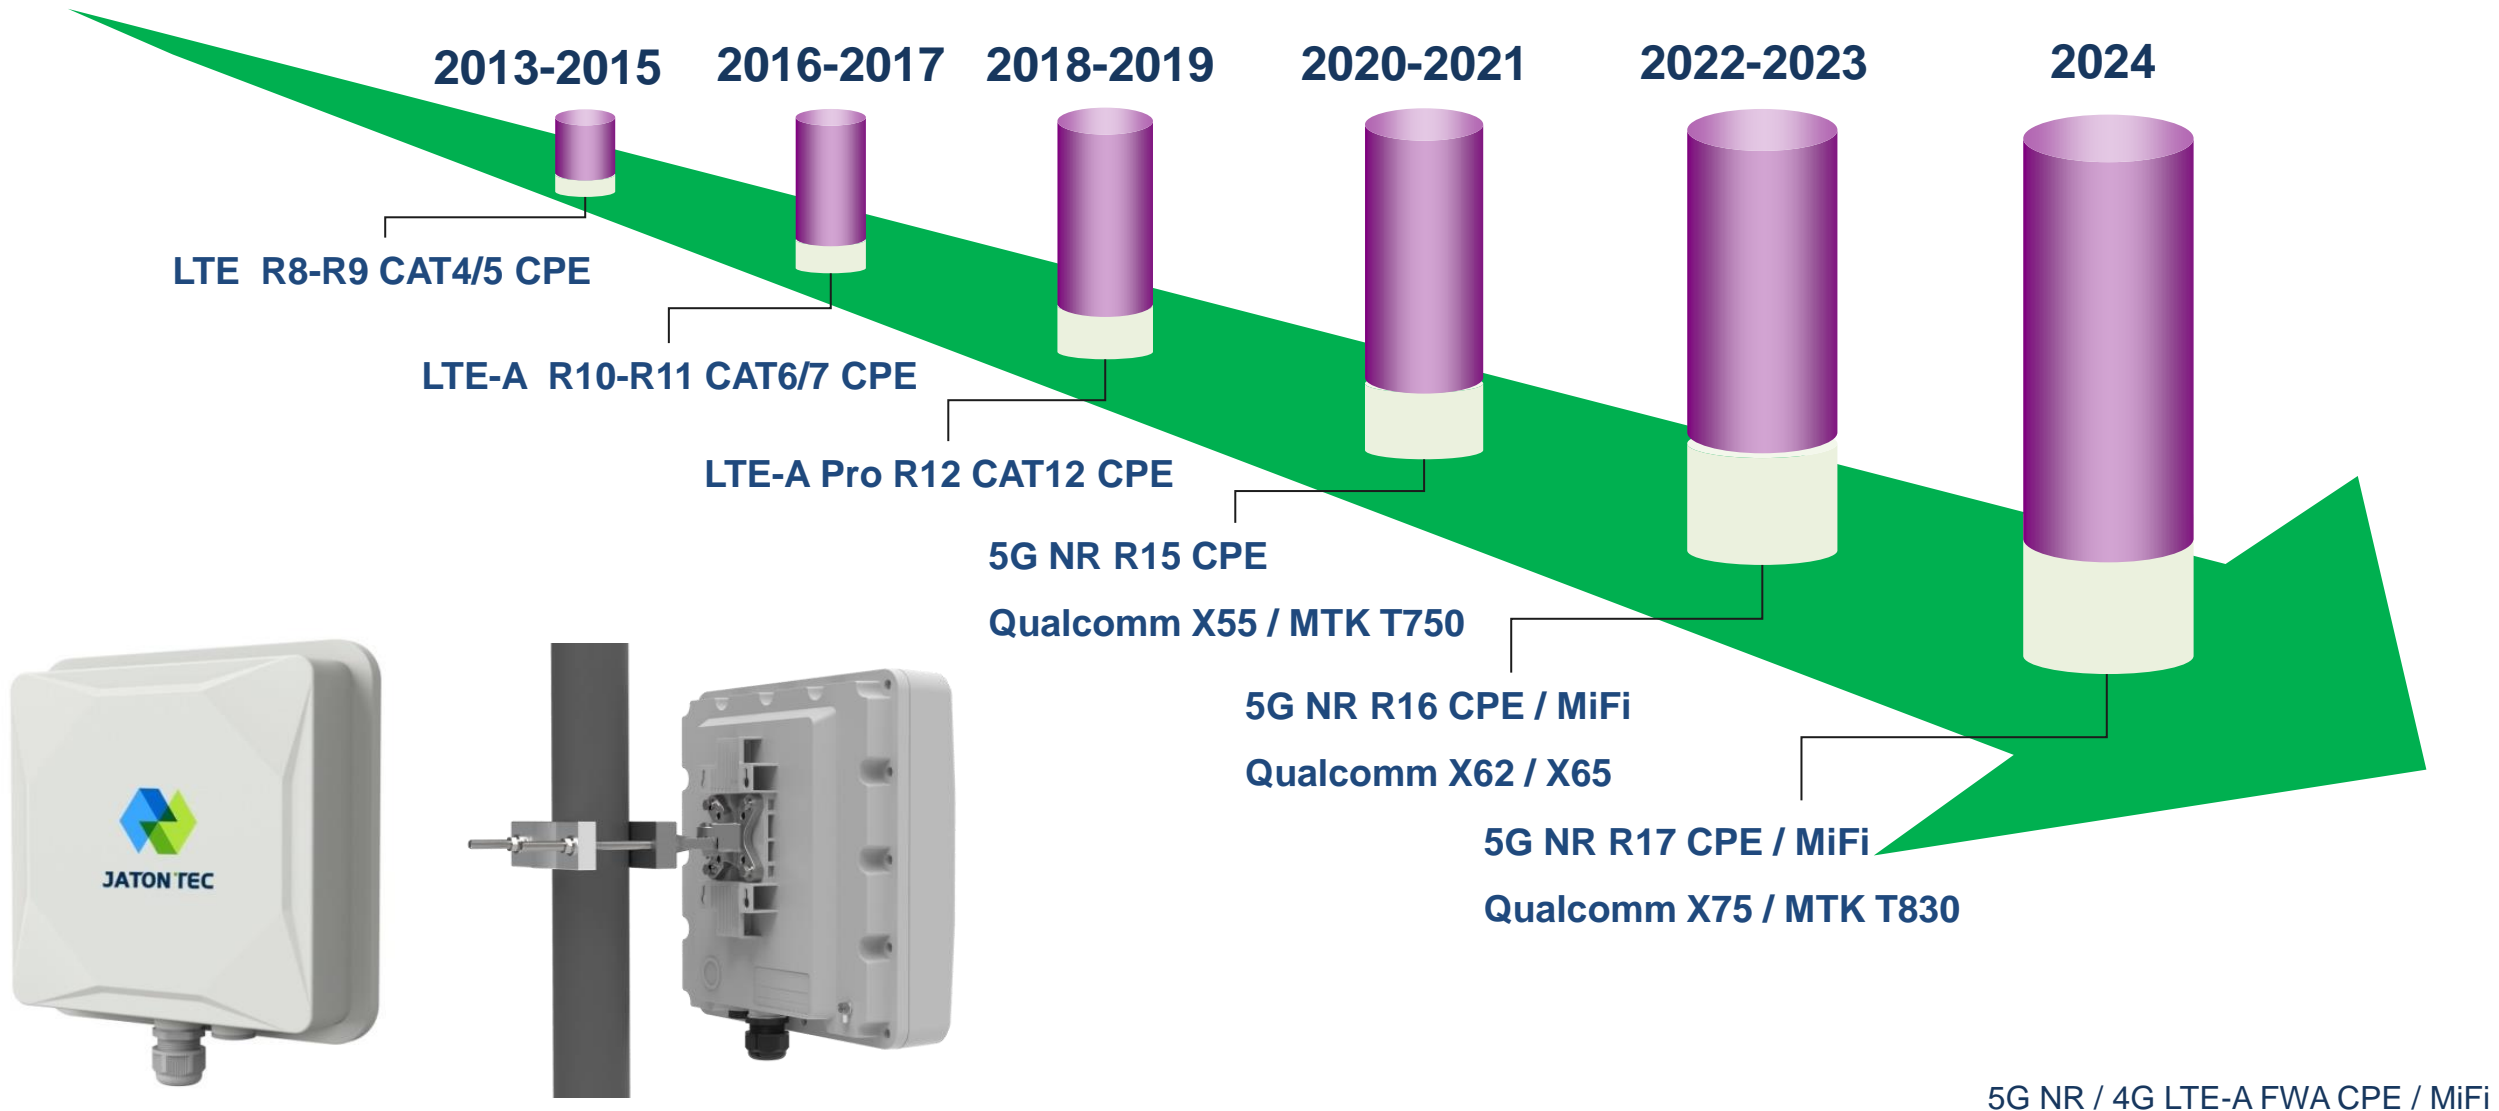 2013-2015
2016-2017
2018-2019
2020-2021
2022-2023
2024
LTE  R8-R9 CAT4/5 CPE
LTE-A  R10-R11 CAT6/7 CPE
LTE-A Pro R12 CAT12 CPE
5G NR R15 CPE
Qualcomm X55 / MTK T750
5G NR R16 CPE / MiFi
Qualcomm X62 / X65
5G NR R17 CPE / MiFi
Qualcomm X75 / MTK T830
JATON TEC
5G NR / 4G LTE-A FWA CPE / MiFi